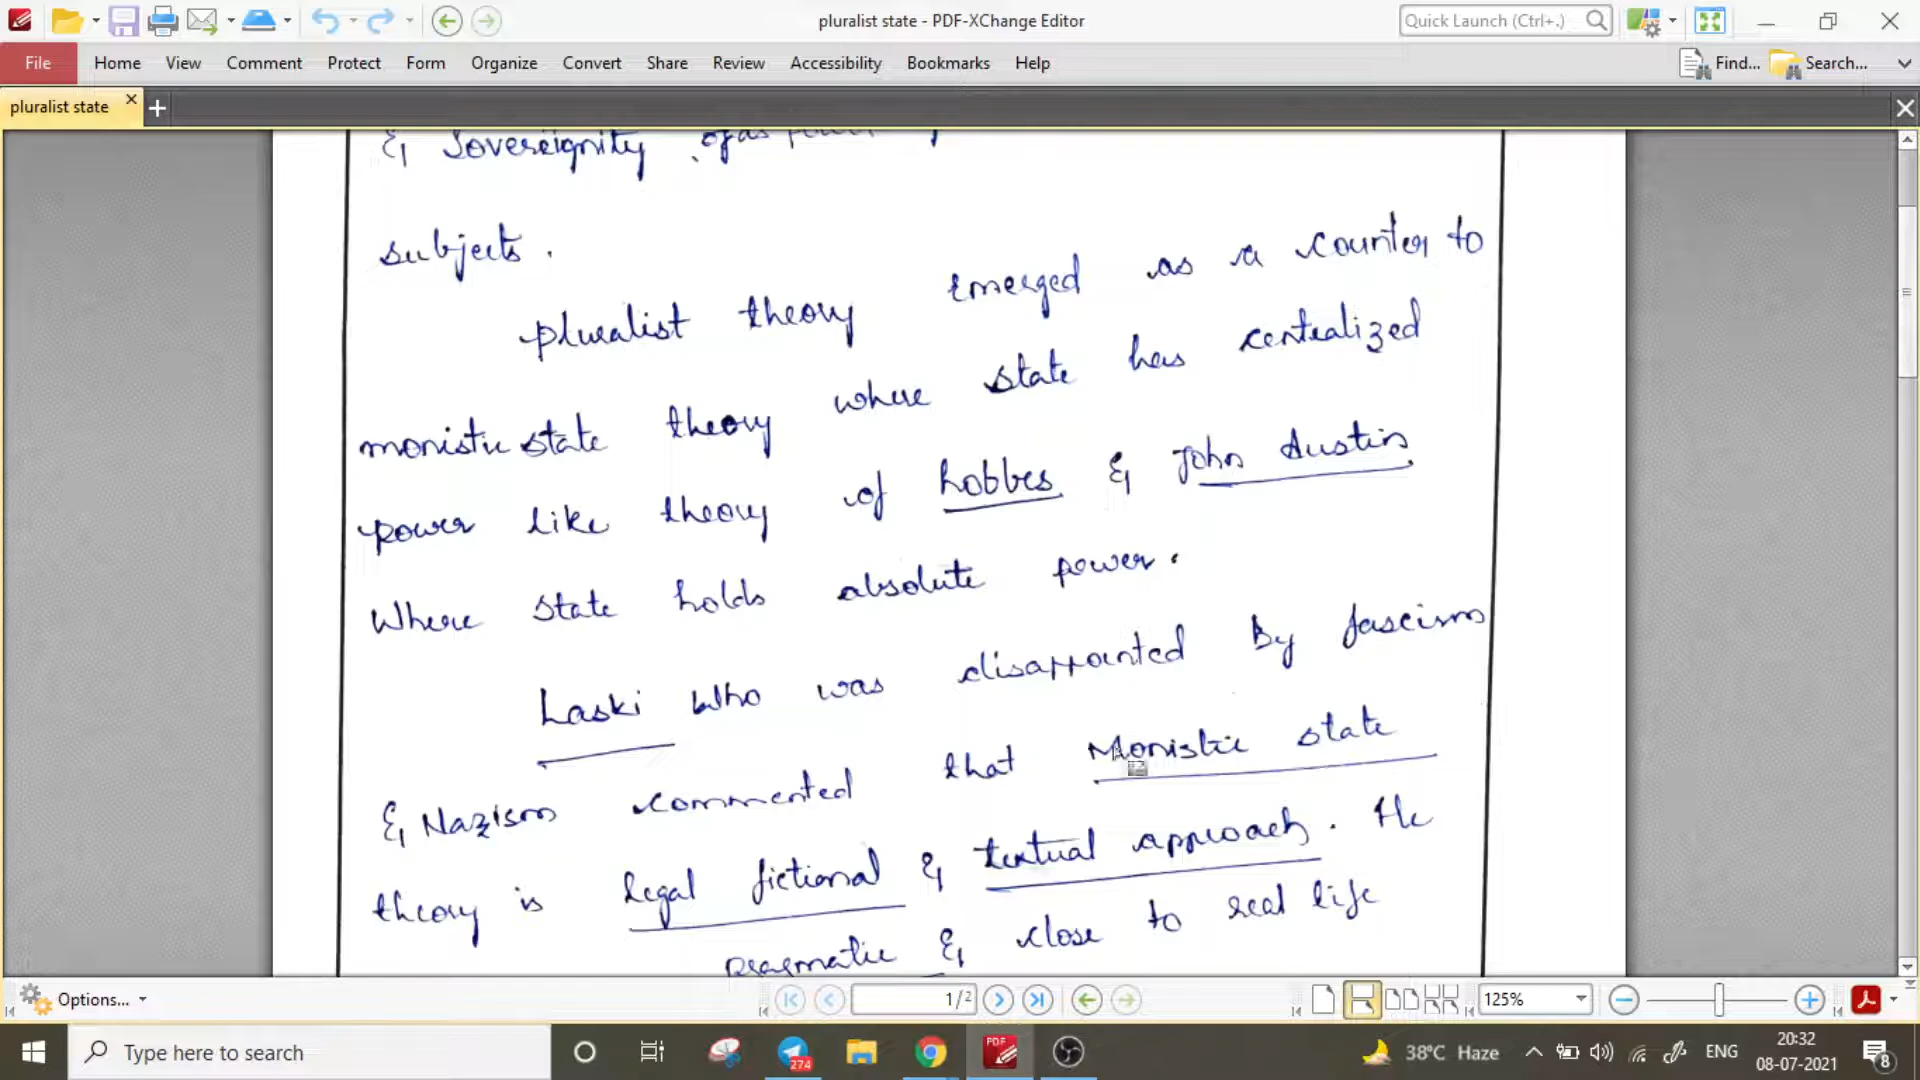 pluralist state - PDF-XChange Editor
Quick Launch (Ctrl+.)
File Home View Comment Protect Form Organize Convert Share Review Accessibility Bookmarks Help Find... Search...
pluralist state
& Sovereignity
subjects.
pluralist theory emerged as a counter to
monistic state theory where state has centralized
power like theory of hobbes & John Austin
Where state holds absolute power.
Laski who was disappointed By fascism
& Nazism commented that Monistic state
theory is legal fictional & textual approach. He
pragmatic & close to real life
Options... 1/2 125%
Type here to search 274 PDF 38°C Haze ENG 20:32 08-07-2021 8